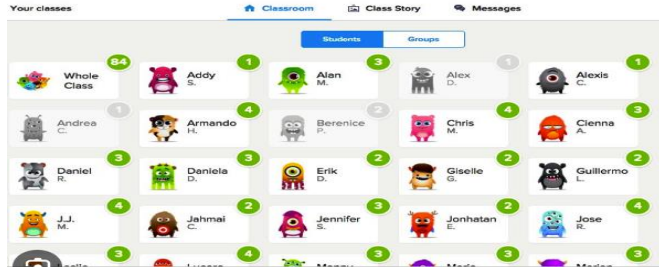 Your classes
Classroom
Class Story
Messages
Students
Groups
84
Whole
Class
1
Addy
S.
3
Alan
M.
1
Alex
D.
1
Alexis
C.
1
Andrea
C.
4
Armando
H.
2
Berenice
P.
4
Chris
M.
3
Cienna
A.
3
Daniel
R.
3
Daniela
D.
2
Erik
D.
2
Giselle
G.
2
Guillermo
L.
4
J.J.
M.
2
Jahmai
C.
3
Jennifer
S.
2
Jonhatan
E.
4
Jose
R.
3
4
3
3
3